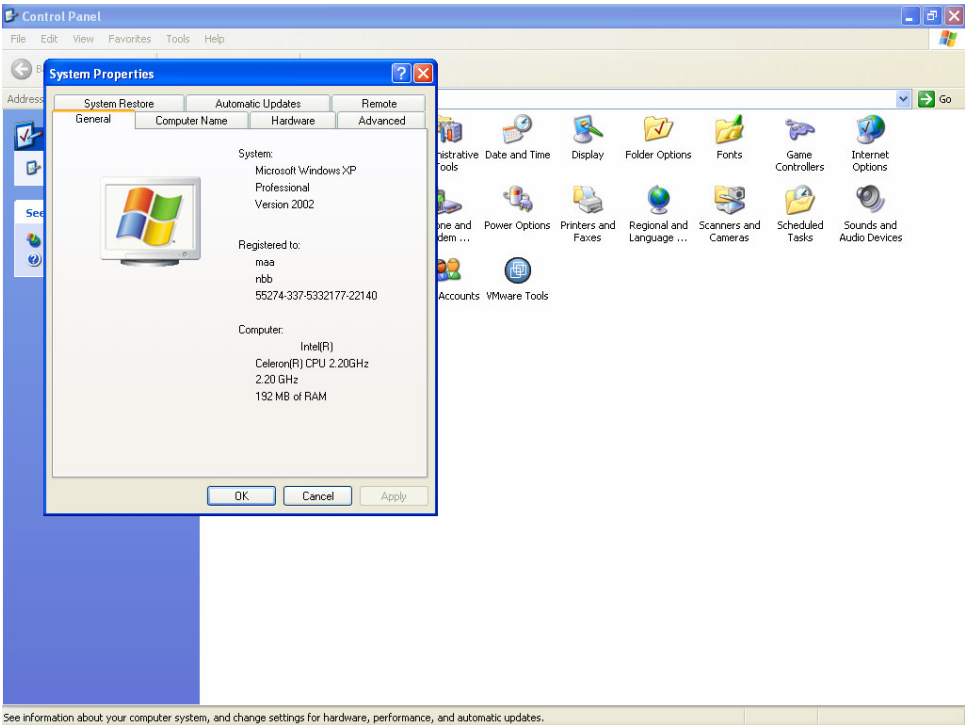 Control Panel
File Edit View Favorites Tools Help
System Properties
Address
Go
System Restore Automatic Updates Remote
General Computer Name Hardware Advanced
System:
Microsoft Windows XP
Professional
Version 2002
Registered to:
maa
nbb
55274-337-5332177-22140
Computer:
Intel(R)
Celeron(R) CPU 2.20GHz
2.20 GHz
192 MB of RAM
OK Cancel Apply
See
Date and Time Display Folder Options Fonts Game Internet
Tools Controllers Options
Power Options Printers and Regional and Scanners and Scheduled Sounds and
Faxes Language ... Cameras Tasks Audio Devices
Accounts VMware Tools
See information about your computer system, and change settings for hardware, performance, and automatic updates.